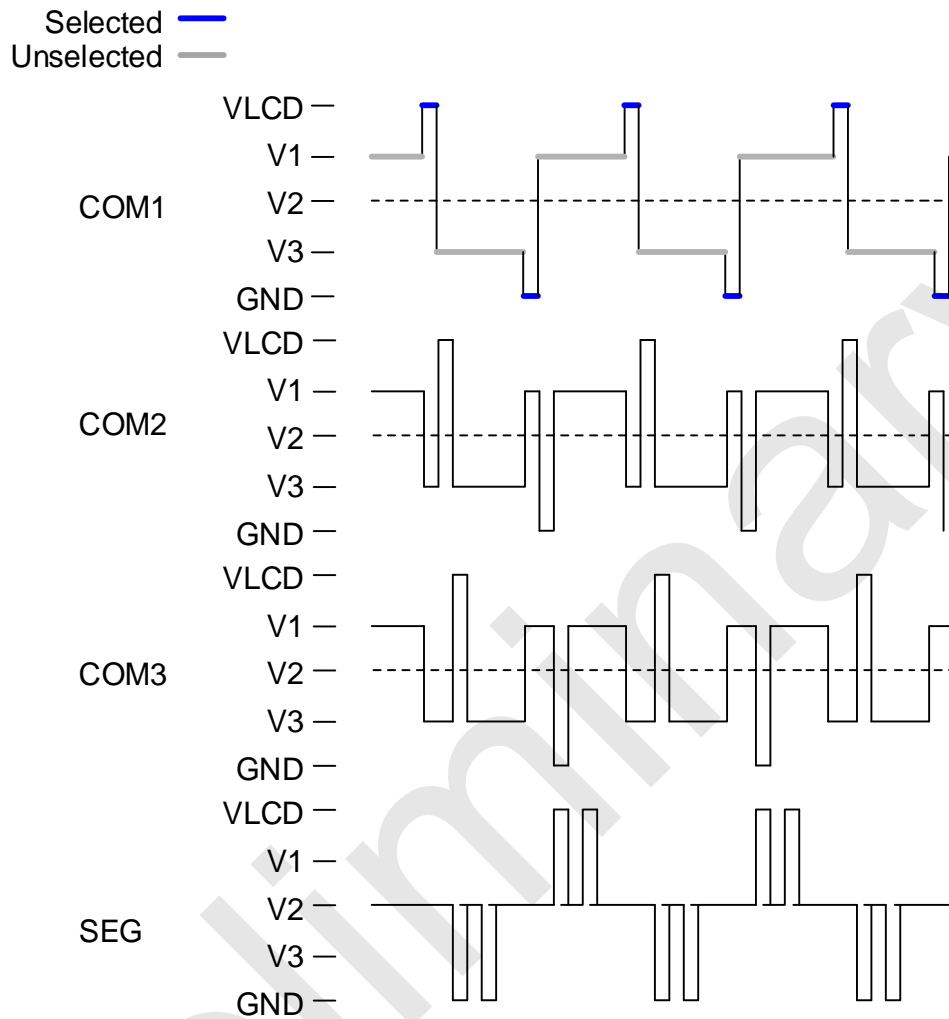 Selected
Unselected
VLCD
V1
COM1
V2
V3
GND
VLCD
V1
COM2
V2
V3
GND
VLCD
V1
COM3
V2
V3
GND
VLCD
V1
V2
SEG
V3
GND